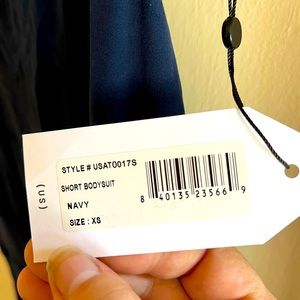 STYLE # USAT0017S
SHORT BODYSUIT
NAVY
SIZE : XS
8 40135 23566 9
(US)